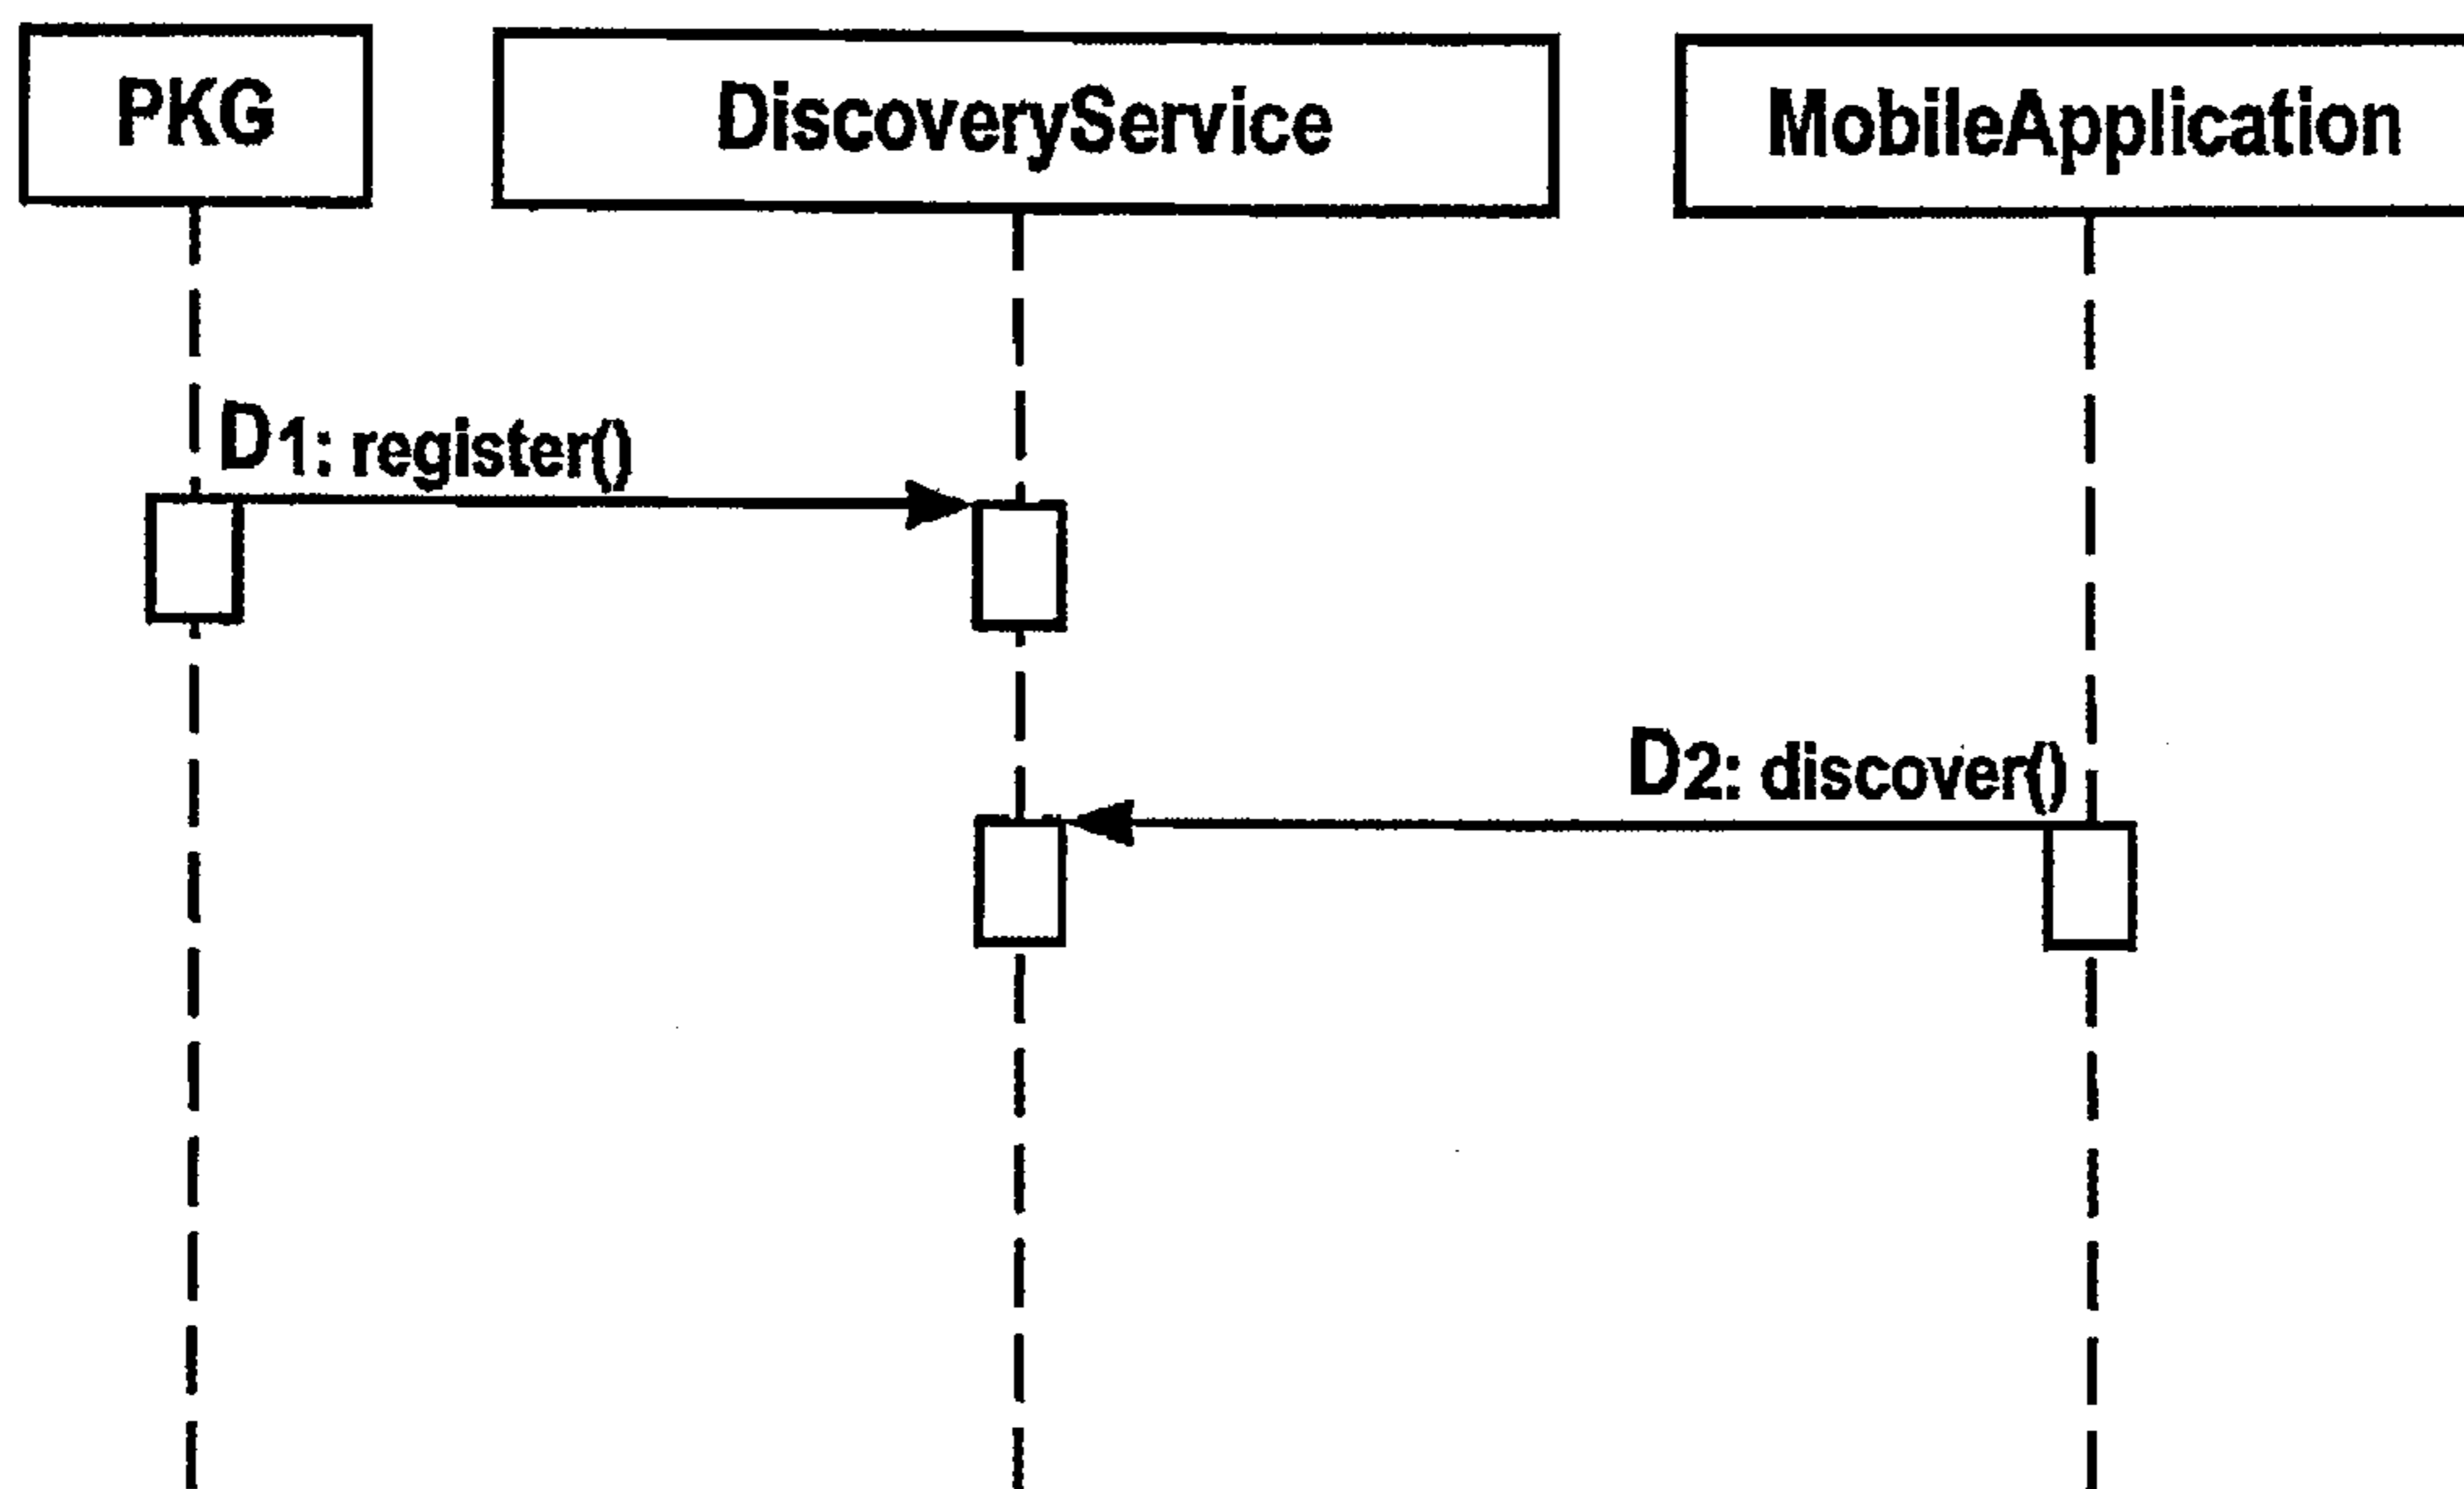 PKG
DiscoveryService
MobileApplication
D1: register()
D2: discover()